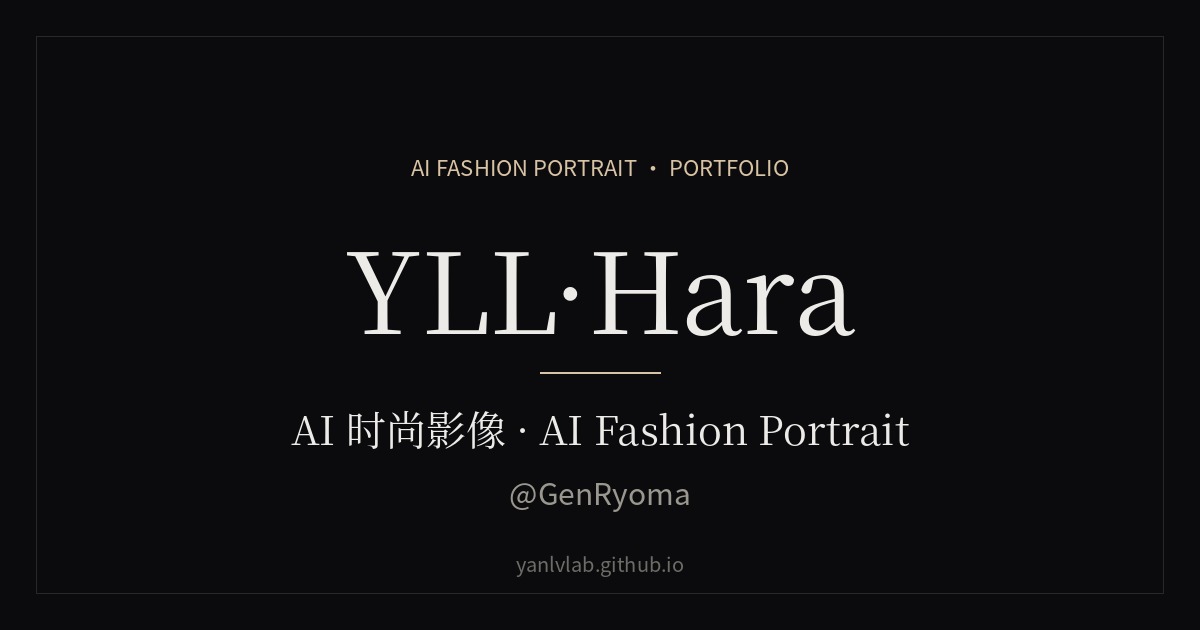 AI FASHION PORTRAIT · PORTFOLIO
YLL·Hara
AI 时尚影像 · AI Fashion Portrait
@GenRyoma
yanlvlab.github.io